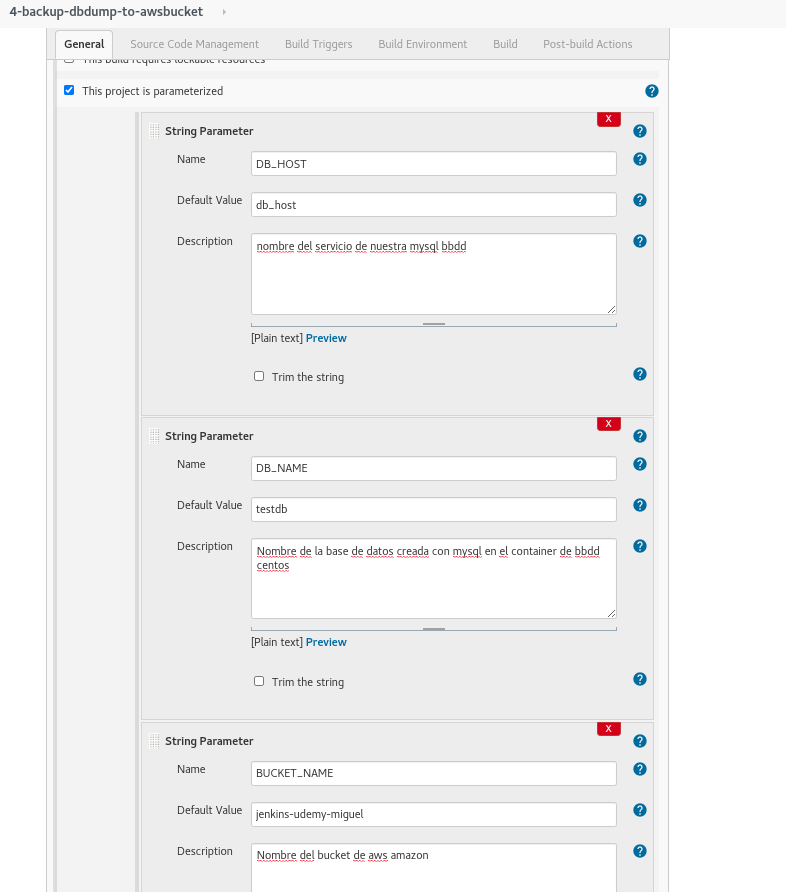 4-backup-dbdump-to-awsbucket
General Source Code Management Build Triggers Build Environment Build Post-build Actions
This build requires lockable resources
This project is parameterized ?
X
String Parameter ?
Name DB_HOST ?
Default Value db_host ?
Description nombre del servicio de nuestra mysql bbdd ?
[Plain text] Preview
Trim the string ?
X
String Parameter ?
Name DB_NAME ?
Default Value testdb ?
Description Nombre de la base de datos creada con mysql en el container de bbdd ?
centos
[Plain text] Preview
Trim the string ?
X
String Parameter ?
Name BUCKET_NAME ?
Default Value jenkins-udemy-miguel ?
Description Nombre del bucket de aws amazon ?